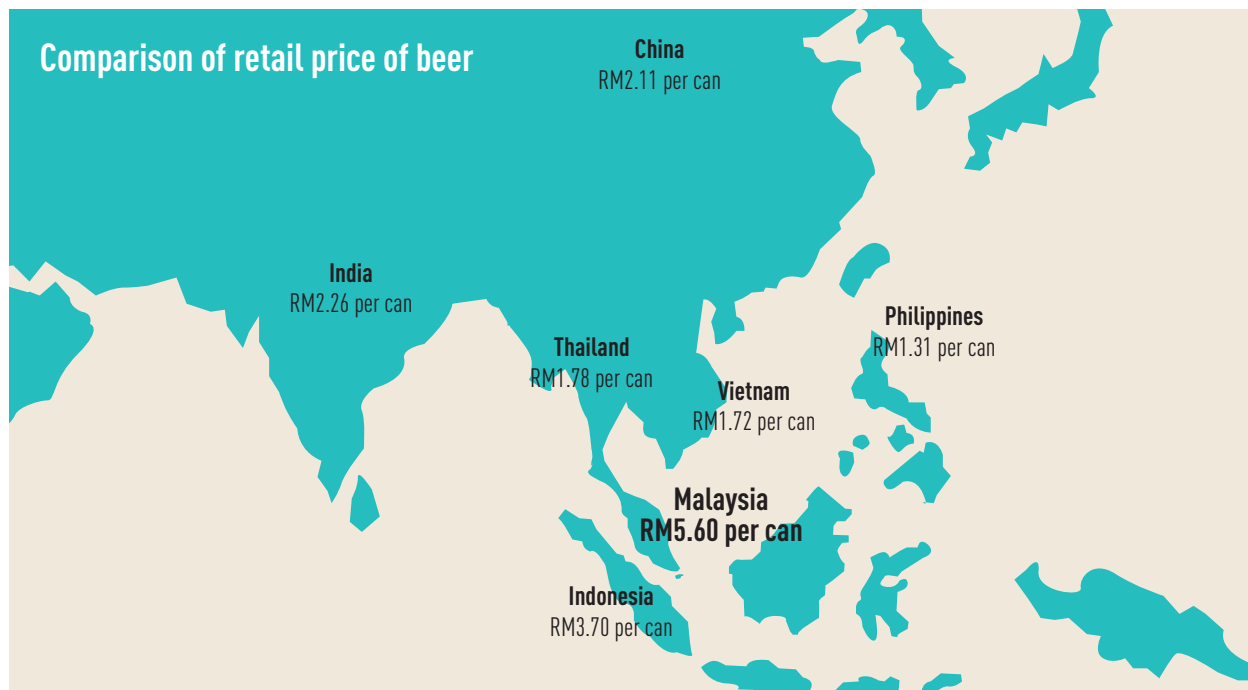 Comparison of retail price of beer
China
RM2.11 per can
India
RM2.26 per can
Philippines
RM1.31 per can
Thailand
RM1.78 per can
Vietnam
RM1.72 per can
Malaysia
RM5.60 per can
Indonesia
RM3.70 per can